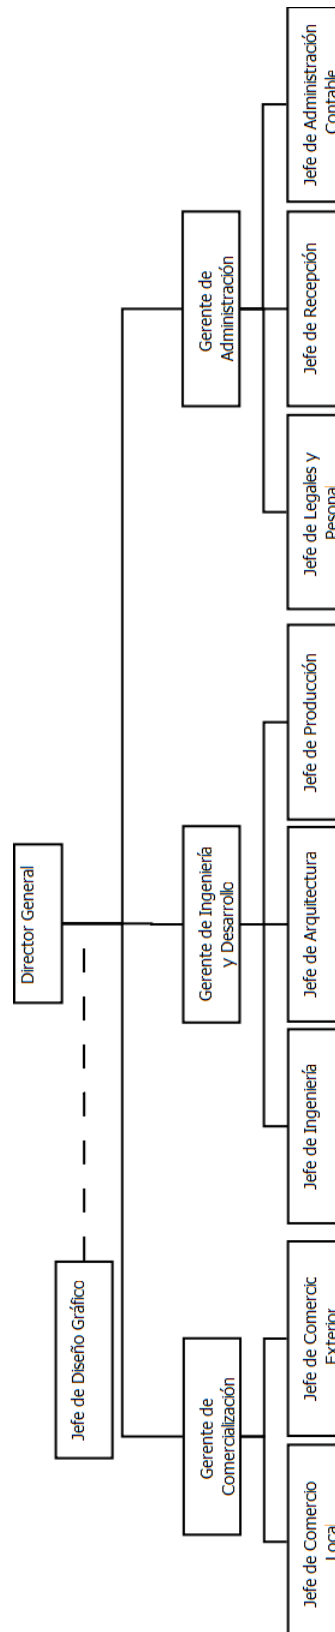 Director General
Jefe de Diseño Gráfico
Gerente de
Comercialización
Gerente de Ingeniería
y Desarrollo
Gerente de
Administración
Jefe de Comercio
Local
Jefe de Comercic
Exterior
Jefe de Ingeniería
Jefe de Arquitectura
Jefe de Producción
Jefe de Legales y
Pesonal
Jefe de Recepción
Jefe de Administración
Contable